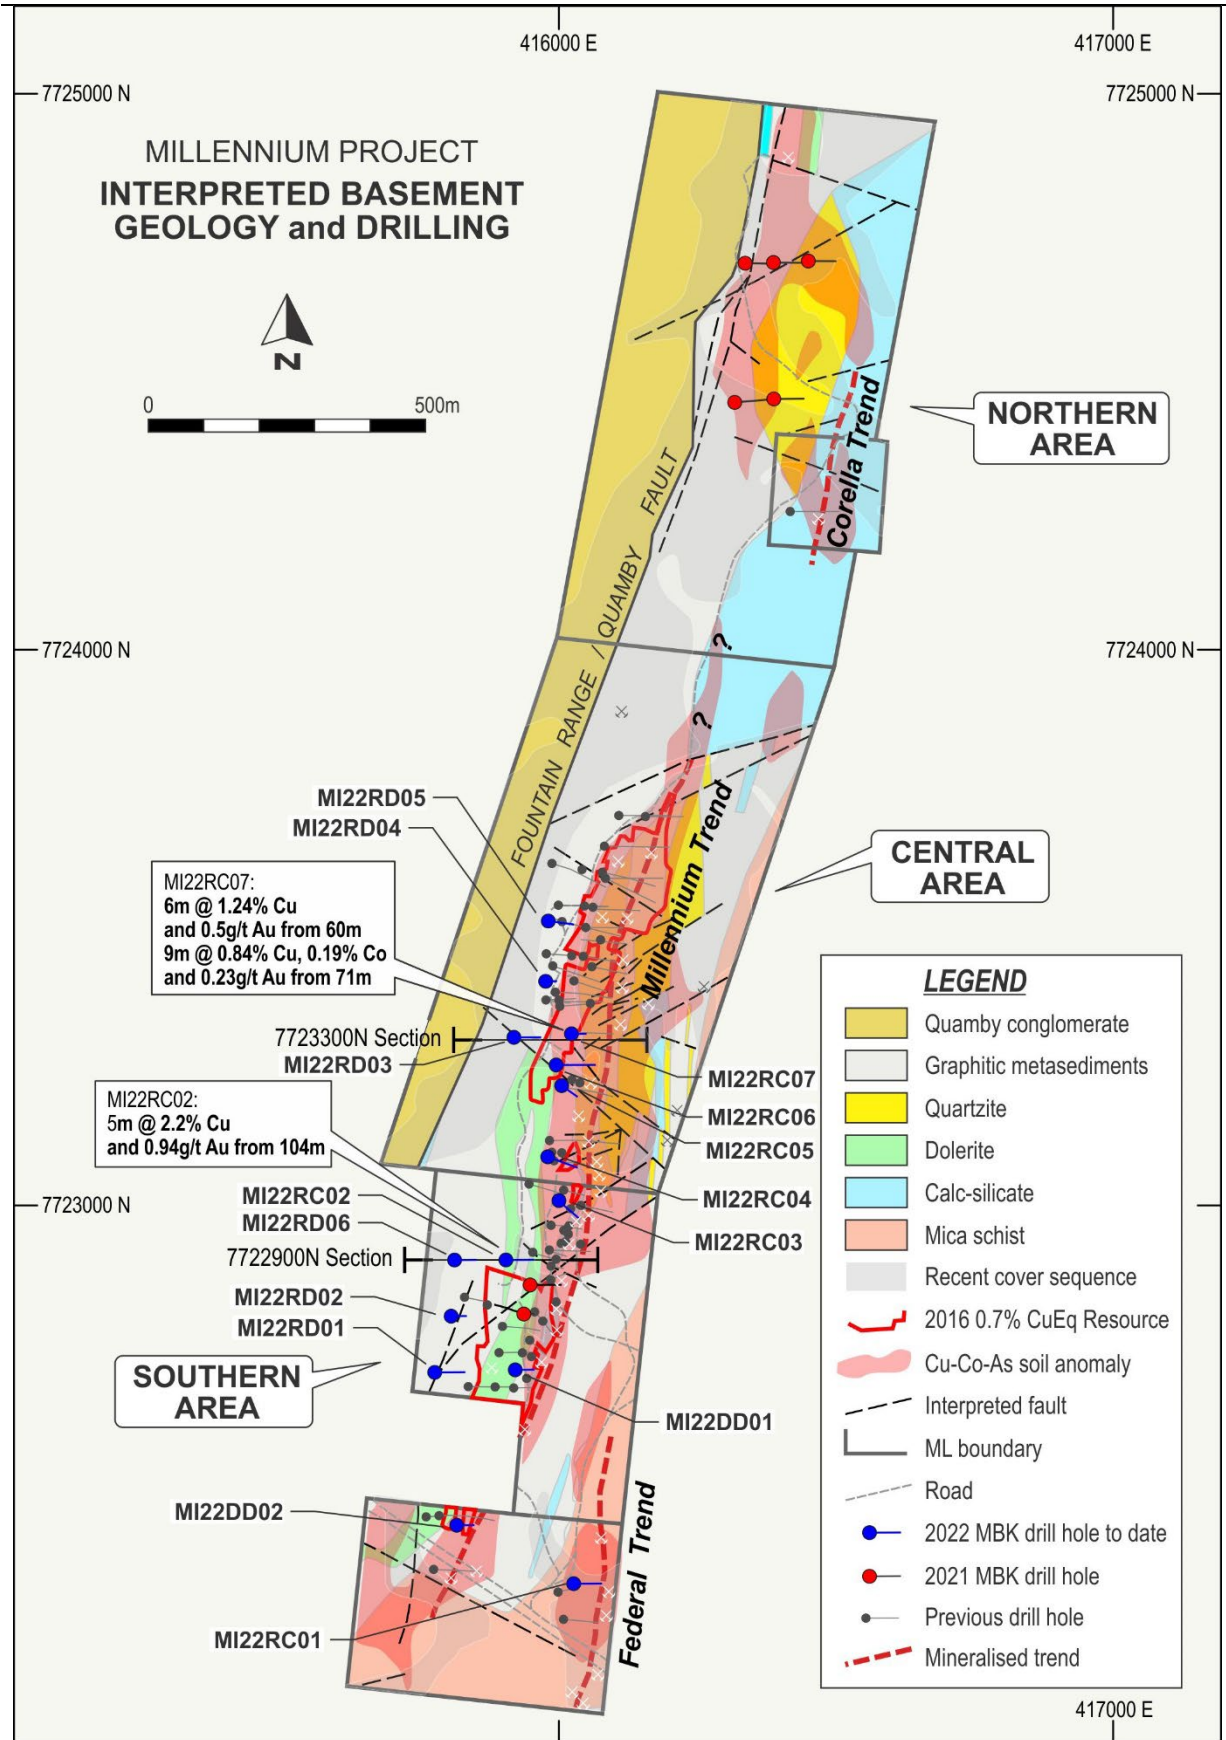 416000 E
417000 E
7725000 N
7725000 N
MILLENNIUM PROJECT
INTERPRETED BASEMENT
GEOLOGY and DRILLING
N
0
500m
NORTHERN
AREA
Corella Trend
FOUNTAIN RANGE / QUAMBY FAULT
7724000 N
7724000 N
?
?
MI22RD05
MI22RD04
Millennium Trend
CENTRAL
AREA
MI22RC07:
6m @ 1.24% Cu
and 0.5g/t Au from 60m
9m @ 0.84% Cu, 0.19% Co
and 0.23g/t Au from 71m
7723300N Section
MI22RD03
MI22RC07
MI22RC06
MI22RC05
MI22RC02:
5m @ 2.2% Cu
and 0.94g/t Au from 104m
MI22RC04
MI22RC03
7723000 N
MI22RC02
MI22RD06
7722900N Section
MI22RD02
MI22RD01
SOUTHERN
AREA
MI22DD01
MI22DD02
MI22RC01
Federal Trend
LEGEND
Quamby conglomerate
Graphitic metasediments
Quartzite
Dolerite
Calc-silicate
Mica schist
Recent cover sequence
2016 0.7% CuEq Resource
Cu-Co-As soil anomaly
Interpreted fault
ML boundary
Road
2022 MBK drill hole to date
2021 MBK drill hole
Previous drill hole
Mineralised trend
417000 E